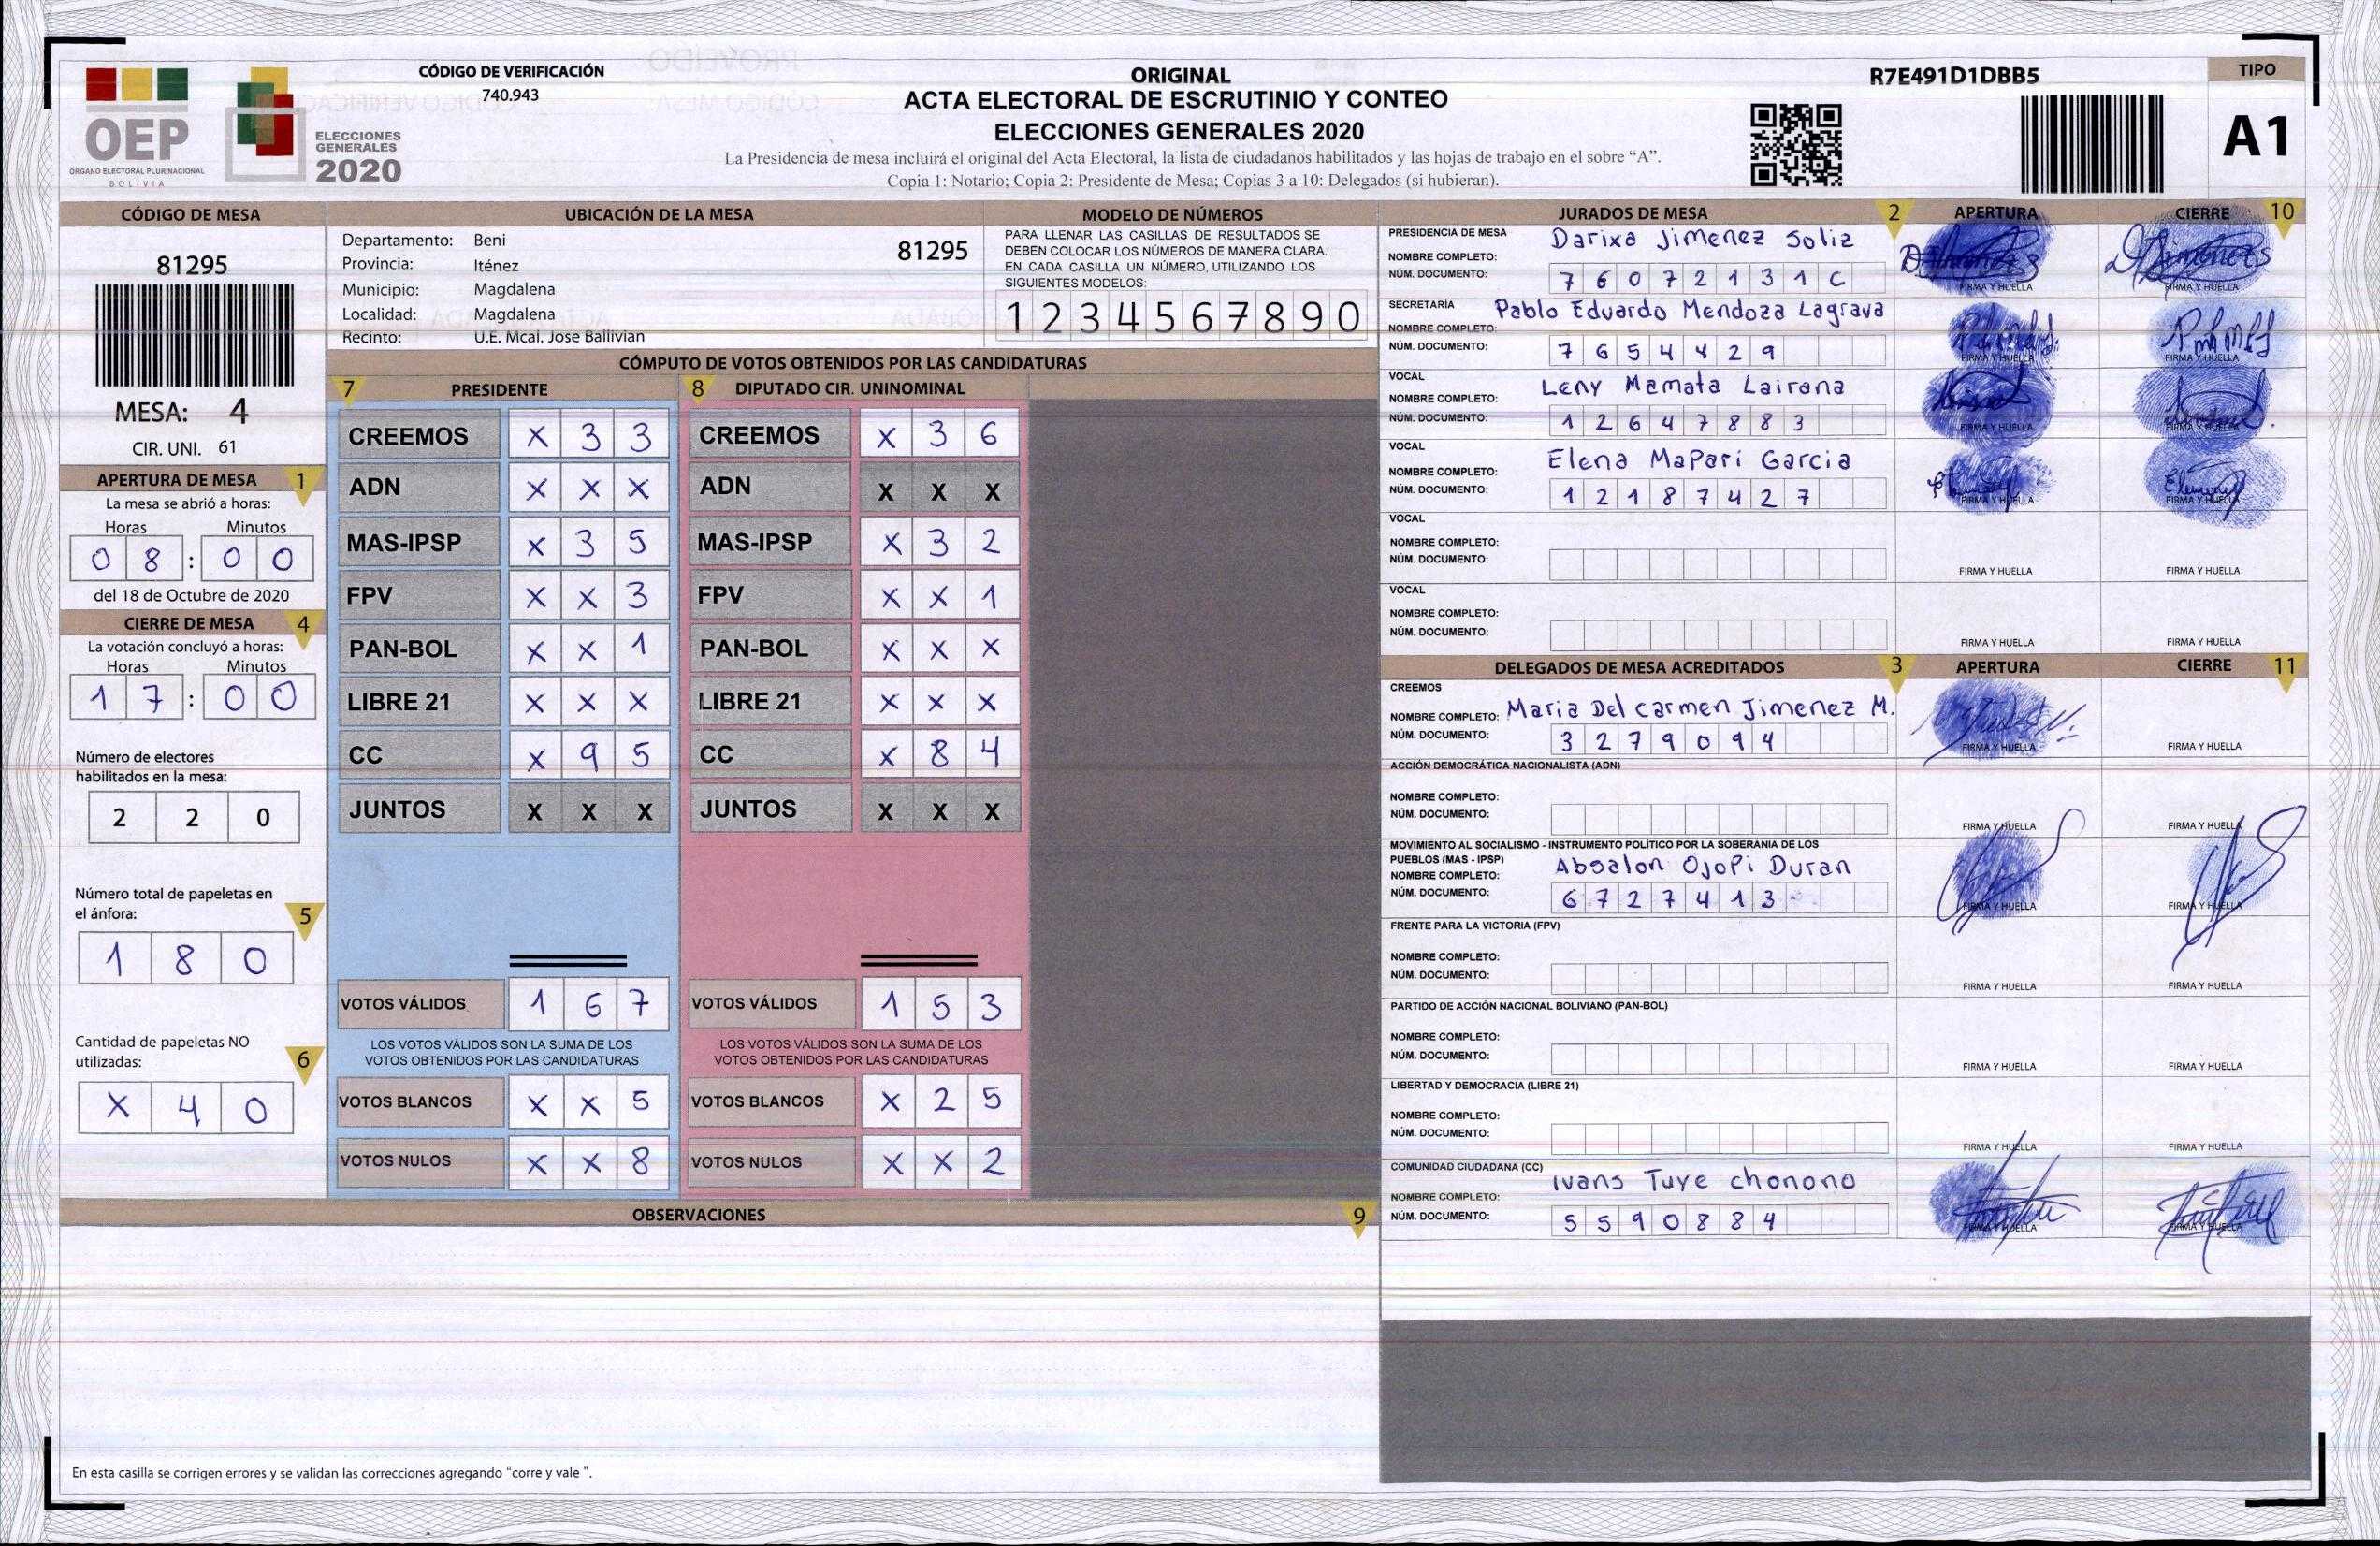 CÓDIGO DE VERIFICACIÓN
740.943
OEP
ÓRGANO ELECTORAL PLURINACIONAL
BOLIVIA
ELECCIONES
GENERALES
2020
ORIGINAL
ACTA ELECTORAL DE ESCRUTINIO Y CONTEO
ELECCIONES GENERALES 2020
La Presidencia de mesa incluirá el original del Acta Electoral, la lista de ciudadanos habilitados y las hojas de trabajo en el sobre “A”.
Copia 1: Notario; Copia 2: Presidente de Mesa; Copias 3 a 10: Delegados (si hubieran).
R7E491D1DBB5
TIPO
A1
CÓDIGO DE MESA
81295
MESA: 4
CIR. UNI. 61
APERTURA DE MESA 1
La mesa se abrió a horas:
Horas Minutos
0 8 : 0 0
del 18 de Octubre de 2020
CIERRE DE MESA 4
La votación concluyó a horas:
Horas Minutos
1 7 : 0 0
Número de electores
habilitados en la mesa:
2 2 0
Número total de papeletas en
el ánfora: 5
1 8 0
Cantidad de papeletas NO
utilizadas: 6
X 4 0
UBICACIÓN DE LA MESA
Departamento: Beni
81295
Provincia: Iténez
Municipio: Magdalena
Localidad: Magdalena
Recinto: U.E. Mcal. Jose Ballivian
MODELO DE NÚMEROS
PARA LLENAR LAS CASILLAS DE RESULTADOS SE
DEBEN COLOCAR LOS NÚMEROS DE MANERA CLARA.
EN CADA CASILLA UN NÚMERO, UTILIZANDO LOS
SIGUIENTES MODELOS:
1 2 3 4 5 6 7 8 9 0
CÓMPUTO DE VOTOS OBTENIDOS POR LAS CANDIDATURAS
7 PRESIDENTE
CREEMOS X 3 3
ADN X X X
MAS-IPSP X 3 5
FPV X X 3
PAN-BOL X X 1
LIBRE 21 X X X
CC X 9 5
JUNTOS X X X
VOTOS VÁLIDOS 1 6 7
LOS VOTOS VÁLIDOS SON LA SUMA DE LOS
VOTOS OBTENIDOS POR LAS CANDIDATURAS
VOTOS BLANCOS X X 5
VOTOS NULOS X X 8
8 DIPUTADO CIR. UNINOMINAL
CREEMOS X 3 6
ADN X X X
MAS-IPSP X 3 2
FPV X X 1
PAN-BOL X X X
LIBRE 21 X X X
CC X 8 4
JUNTOS X X X
VOTOS VÁLIDOS 1 5 3
LOS VOTOS VÁLIDOS SON LA SUMA DE LOS
VOTOS OBTENIDOS POR LAS CANDIDATURAS
VOTOS BLANCOS X 2 5
VOTOS NULOS X X 2
OBSERVACIONES 9
En esta casilla se corrigen errores y se validan las correcciones agregando “corre y vale ”.
JURADOS DE MESA 2 APERTURA CIERRE 10
PRESIDENCIA DE MESA
NOMBRE COMPLETO: Darixa Jimenez Soliz
NÚM. DOCUMENTO: 7 6 0 7 2 1 3 1 C
FIRMA Y HUELLA FIRMA Y HUELLA
SECRETARÍA
NOMBRE COMPLETO: Pablo Eduardo Mendoza Lagrava
NÚM. DOCUMENTO: 7 6 5 4 4 2 9
FIRMA Y HUELLA FIRMA Y HUELLA
VOCAL
NOMBRE COMPLETO: Leny Mamata Lairana
NÚM. DOCUMENTO: 1 2 6 4 7 8 8 3
FIRMA Y HUELLA FIRMA Y HUELLA
VOCAL
NOMBRE COMPLETO: Elena MaPari Garcia
NÚM. DOCUMENTO: 1 2 1 8 7 4 2 7
FIRMA Y HUELLA FIRMA Y HUELLA
VOCAL
NOMBRE COMPLETO:
NÚM. DOCUMENTO:
FIRMA Y HUELLA FIRMA Y HUELLA
VOCAL
NOMBRE COMPLETO:
NÚM. DOCUMENTO:
FIRMA Y HUELLA FIRMA Y HUELLA
DELEGADOS DE MESA ACREDITADOS 3 APERTURA CIERRE 11
CREEMOS
NOMBRE COMPLETO: Maria Del carmen Jimenez M.
NÚM. DOCUMENTO: 3 2 7 9 0 9 4
FIRMA Y HUELLA FIRMA Y HUELLA
ACCIÓN DEMOCRÁTICA NACIONALISTA (ADN)
NOMBRE COMPLETO:
NÚM. DOCUMENTO:
FIRMA Y HUELLA FIRMA Y HUELLA
MOVIMIENTO AL SOCIALISMO - INSTRUMENTO POLÍTICO POR LA SOBERANIA DE LOS
PUEBLOS (MAS - IPSP)
NOMBRE COMPLETO: Absalon OJoPi Duran
NÚM. DOCUMENTO: 6 7 2 7 4 1 3
FIRMA Y HUELLA FIRMA Y HUELLA
FRENTE PARA LA VICTORIA (FPV)
NOMBRE COMPLETO:
NÚM. DOCUMENTO:
FIRMA Y HUELLA FIRMA Y HUELLA
PARTIDO DE ACCIÓN NACIONAL BOLIVIANO (PAN-BOL)
NOMBRE COMPLETO:
NÚM. DOCUMENTO:
FIRMA Y HUELLA FIRMA Y HUELLA
LIBERTAD Y DEMOCRACIA (LIBRE 21)
NOMBRE COMPLETO:
NÚM. DOCUMENTO:
FIRMA Y HUELLA FIRMA Y HUELLA
COMUNIDAD CIUDADANA (CC)
NOMBRE COMPLETO: Ivans Tuye chonono
NÚM. DOCUMENTO: 5 5 9 0 8 8 4
FIRMA Y HUELLA FIRMA Y HUELLA